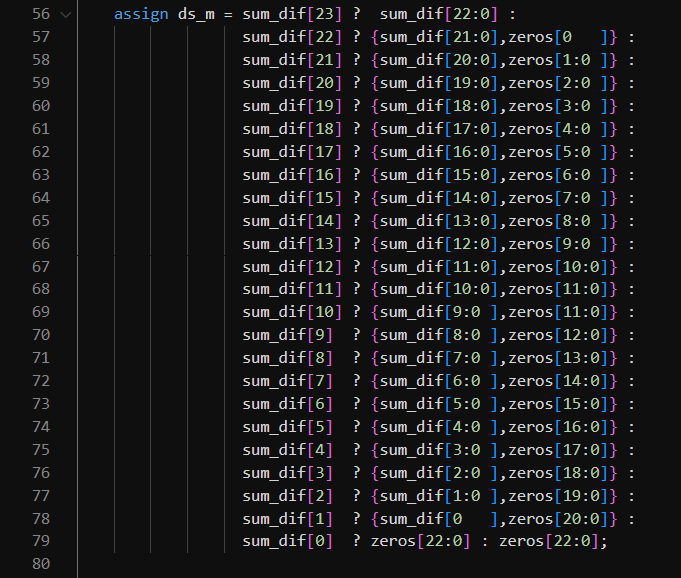 56 assign ds_m = sum_dif[23] ?  sum_dif[22:0] :
57 sum_dif[22] ? {sum_dif[21:0],zeros[0   ]} :
58 sum_dif[21] ? {sum_dif[20:0],zeros[1:0 ]} :
59 sum_dif[20] ? {sum_dif[19:0],zeros[2:0 ]} :
60 sum_dif[19] ? {sum_dif[18:0],zeros[3:0 ]} :
61 sum_dif[18] ? {sum_dif[17:0],zeros[4:0 ]} :
62 sum_dif[17] ? {sum_dif[16:0],zeros[5:0 ]} :
63 sum_dif[16] ? {sum_dif[15:0],zeros[6:0 ]} :
64 sum_dif[15] ? {sum_dif[14:0],zeros[7:0 ]} :
65 sum_dif[14] ? {sum_dif[13:0],zeros[8:0 ]} :
66 sum_dif[13] ? {sum_dif[12:0],zeros[9:0 ]} :
67 sum_dif[12] ? {sum_dif[11:0],zeros[10:0]} :
68 sum_dif[11] ? {sum_dif[10:0],zeros[11:0]} :
69 sum_dif[10] ? {sum_dif[9:0 ],zeros[11:0]} :
70 sum_dif[9]  ? {sum_dif[8:0 ],zeros[12:0]} :
71 sum_dif[8]  ? {sum_dif[7:0 ],zeros[13:0]} :
72 sum_dif[7]  ? {sum_dif[6:0 ],zeros[14:0]} :
73 sum_dif[6]  ? {sum_dif[5:0 ],zeros[15:0]} :
74 sum_dif[5]  ? {sum_dif[4:0 ],zeros[16:0]} :
75 sum_dif[4]  ? {sum_dif[3:0 ],zeros[17:0]} :
76 sum_dif[3]  ? {sum_dif[2:0 ],zeros[18:0]} :
77 sum_dif[2]  ? {sum_dif[1:0 ],zeros[19:0]} :
78 sum_dif[1]  ? {sum_dif[0   ],zeros[20:0]} :
79 sum_dif[0]  ? zeros[22:0] : zeros[22:0];
80